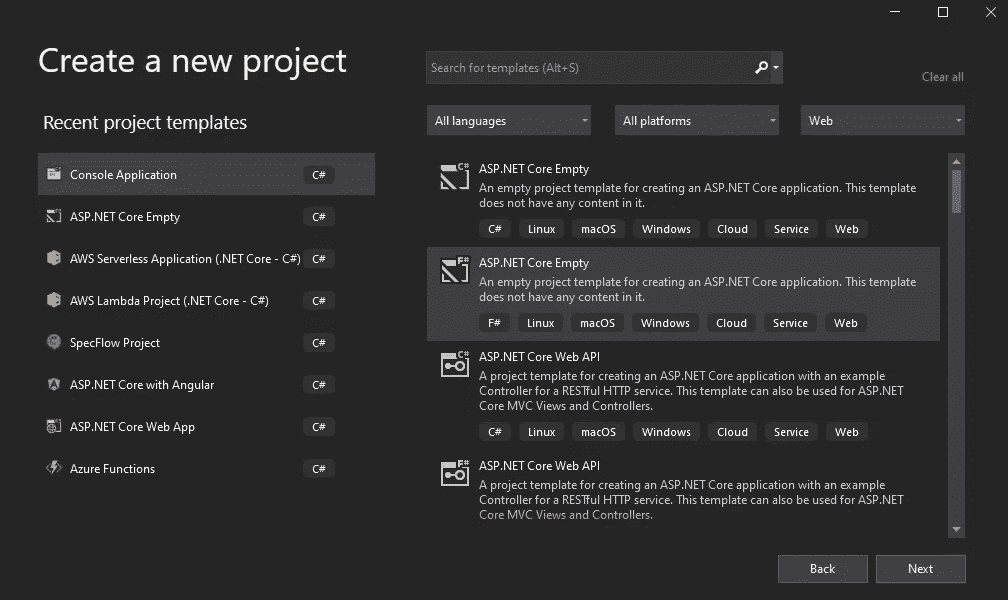 Create a new project
Search for templates (Alt+S)
Clear all
All languages
All platforms
Web
Recent project templates
Console Application C#
ASP.NET Core Empty C#
AWS Serverless Application (.NET Core - C#) C#
AWS Lambda Project (.NET Core - C#) C#
SpecFlow Project C#
ASP.NET Core with Angular C#
ASP.NET Core Web App C#
Azure Functions C#
C#
ASP.NET Core Empty
An empty project template for creating an ASP.NET Core application. This template
does not have any content in it.
C# Linux macOS Windows Cloud Service Web
F#
ASP.NET Core Empty
An empty project template for creating an ASP.NET Core application. This template
does not have any content in it.
F# Linux macOS Windows Cloud Service Web
C#
ASP.NET Core Web API
A project template for creating an ASP.NET Core application with an example
Controller for a RESTful HTTP service. This template can also be used for ASP.NET
Core MVC Views and Controllers.
C# Linux macOS Windows Cloud Service Web
F#
ASP.NET Core Web API
A project template for creating an ASP.NET Core application with an example
Controller for a RESTful HTTP service. This template can also be used for ASP.NET
Core MVC Views and Controllers.
Back
Next